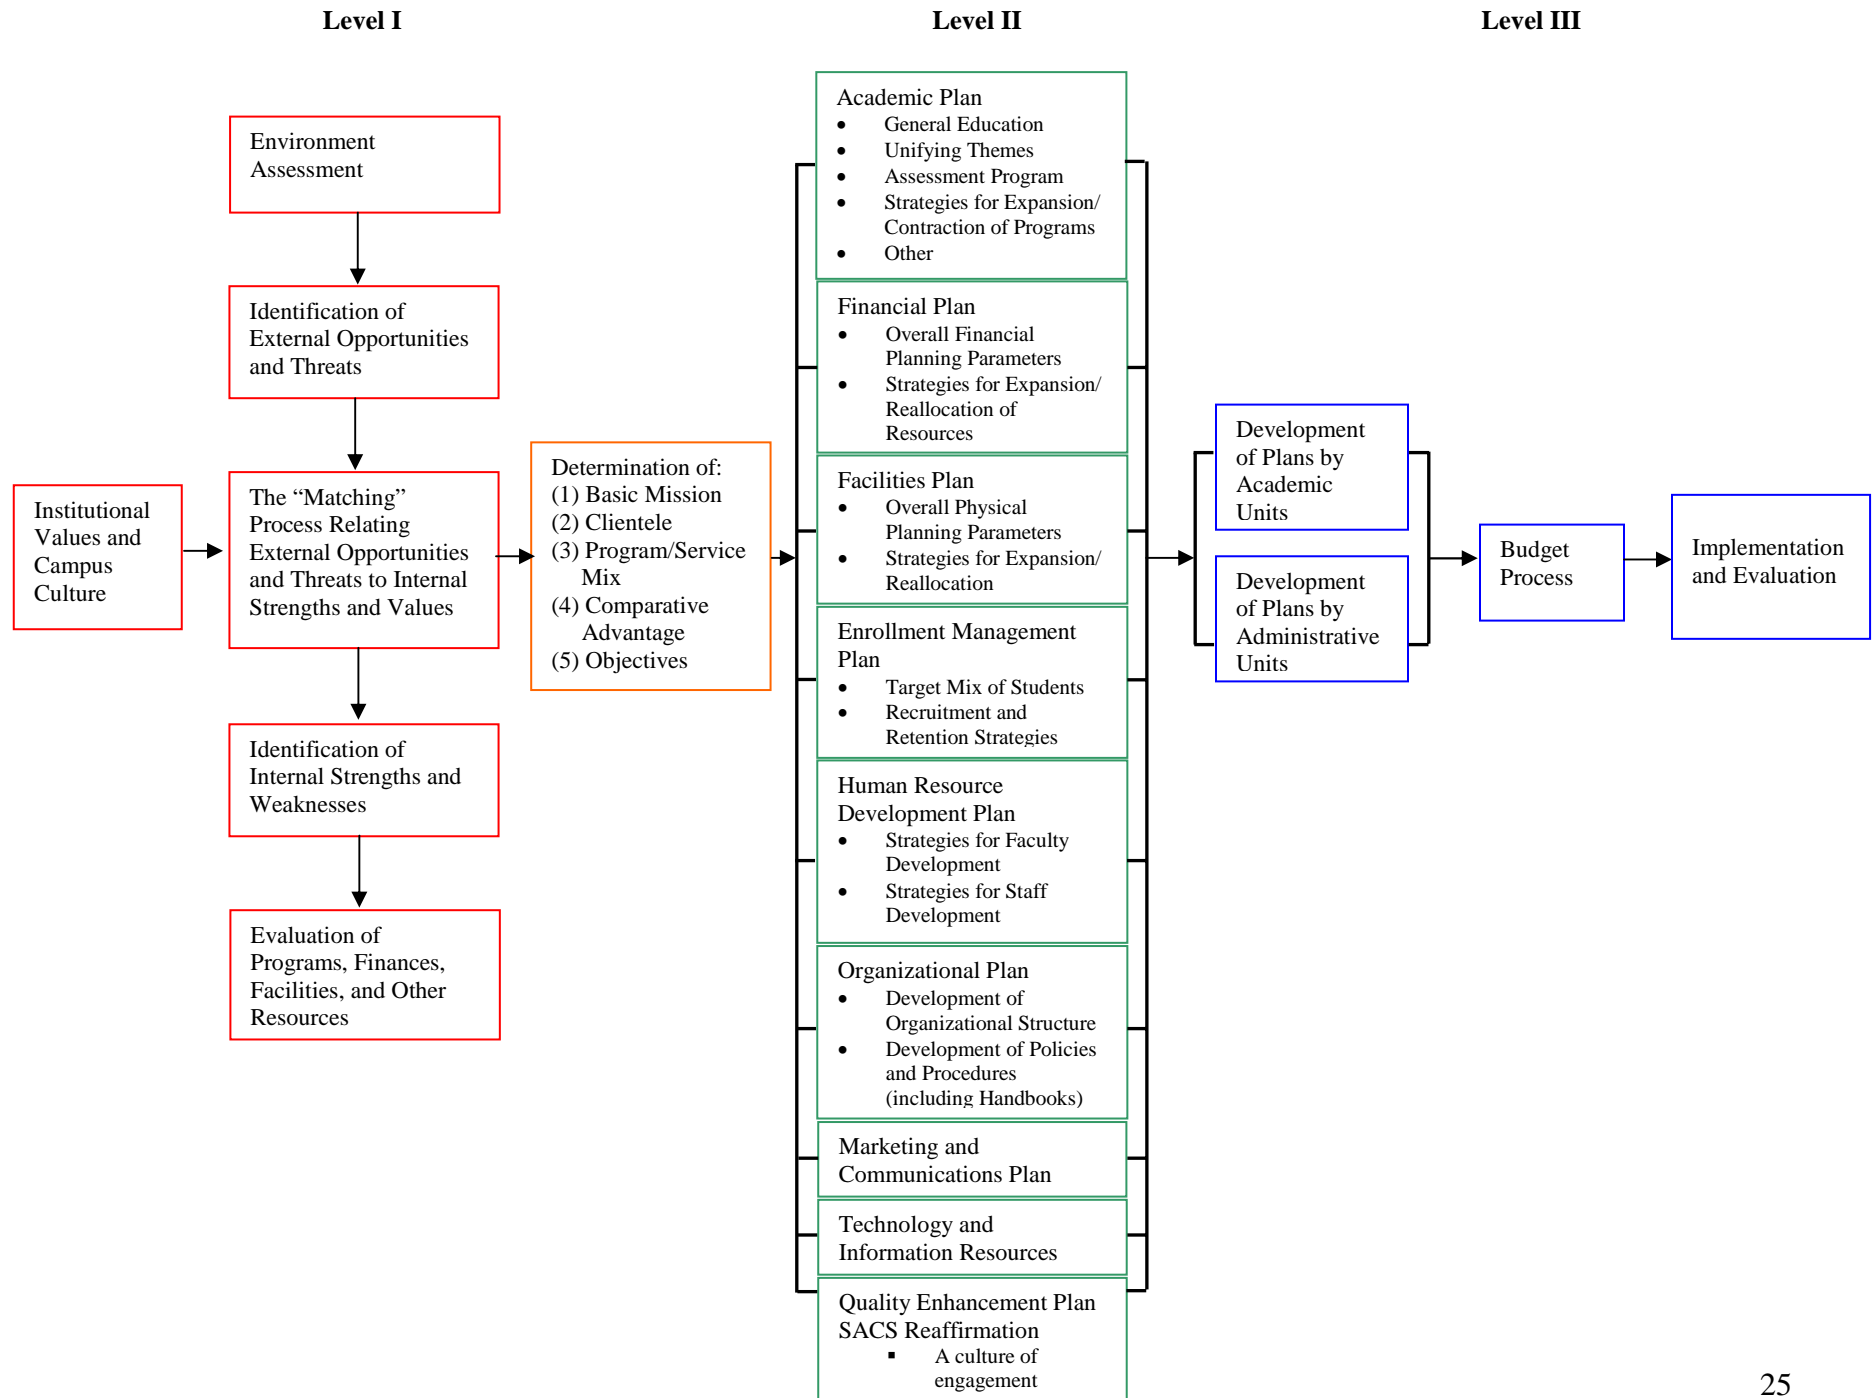 Level I
Level II
Level III
Environment
Assessment
Identification of
External Opportunities
and Threats
Institutional
Values and
Campus
Culture
The “Matching”
Process Relating
External Opportunities
and Threats to Internal
Strengths and Values
Identification of
Internal Strengths and
Weaknesses
Evaluation of
Programs, Finances,
Facilities, and Other
Resources
Determination of:
(1) Basic Mission
(2) Clientele
(3) Program/Service
Mix
(4) Comparative
Advantage
(5) Objectives
Academic Plan
• General Education
• Unifying Themes
• Assessment Program
• Strategies for Expansion/
Contraction of Programs
• Other
Financial Plan
• Overall Financial
Planning Parameters
• Strategies for Expansion/
Reallocation of
Resources
Facilities Plan
• Overall Physical
Planning Parameters
• Strategies for Expansion/
Reallocation
Enrollment Management
Plan
• Target Mix of Students
• Recruitment and
Retention Strategies
Human Resource
Development Plan
• Strategies for Faculty
Development
• Strategies for Staff
Development
Organizational Plan
• Development of
Organizational Structure
• Development of Policies
and Procedures
(including Handbooks)
Marketing and
Communications Plan
Technology and
Information Resources
Quality Enhancement Plan
SACS Reaffirmation
▪ A culture of
engagement
Development
of Plans by
Academic
Units
Development
of Plans by
Administrative
Units
Budget
Process
Implementation
and Evaluation
25